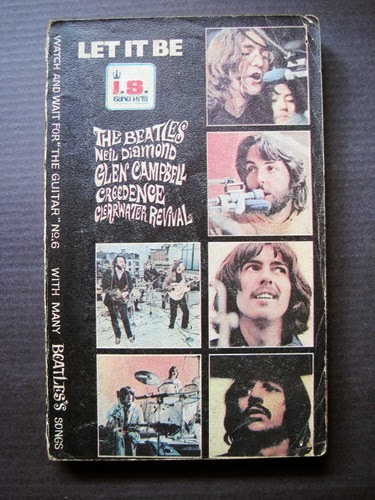 LET IT BE
I.S.
SONG HITS
THE BEATLES
NEIL DIAMOND
GLEN CAMPBELL
CREEDENCE
CLEARWATER REVIVAL
WATCH AND WAIT FOR "THE GUITAR" No.6 WITH MANY BEATLES'S SONGS